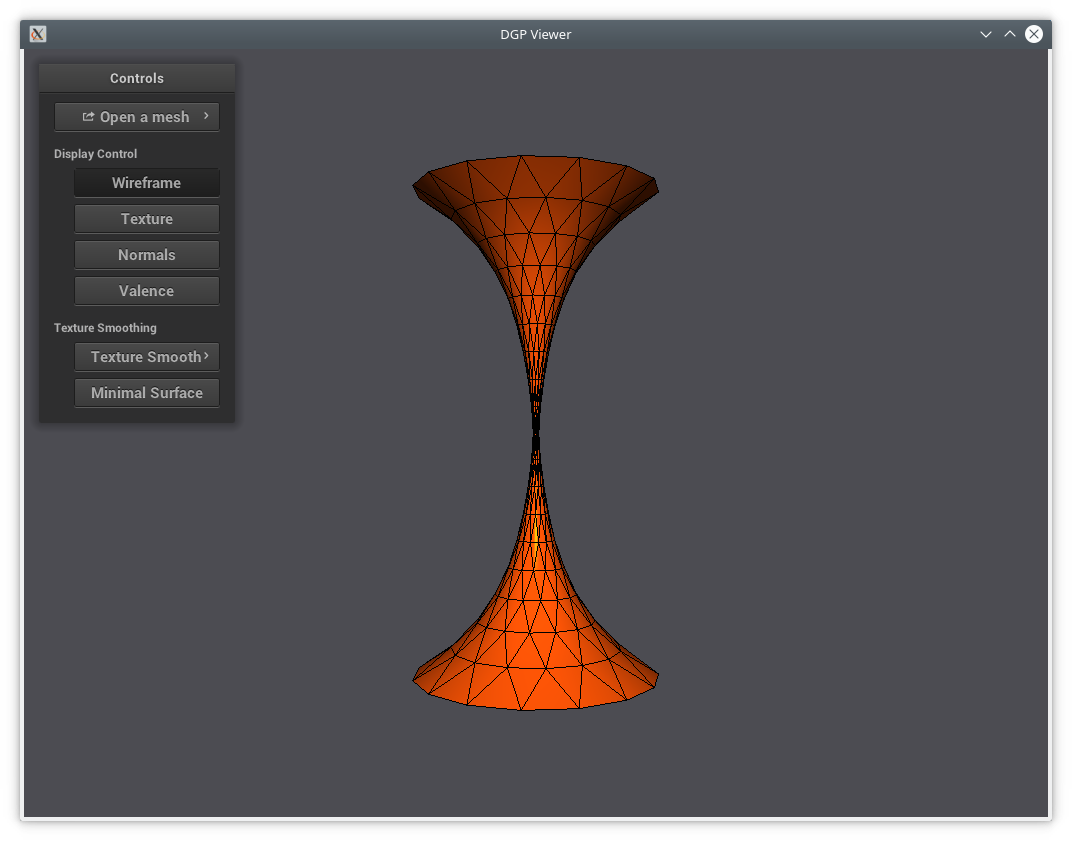 DGP Viewer
Controls
Open a mesh
Display Control
Wireframe
Texture
Normals
Valence
Texture Smoothing
Texture Smooth
Minimal Surface